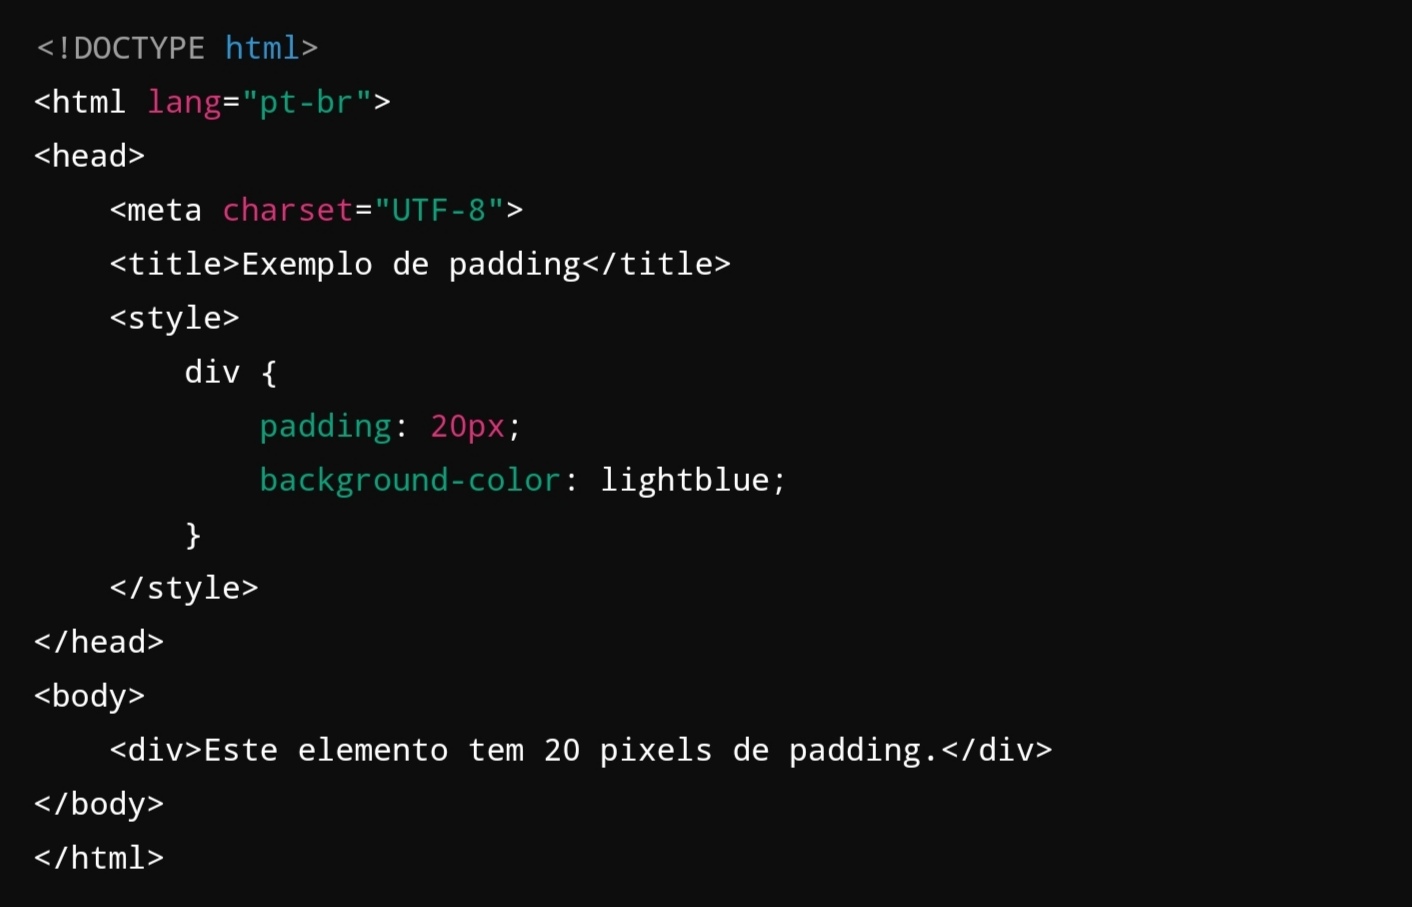 <!DOCTYPE html>
<html lang="pt-br">
<head>
    <meta charset="UTF-8">
    <title>Exemplo de padding</title>
    <style>
        div {
            padding: 20px;
            background-color: lightblue;
        }
    </style>
</head>
<body>
    <div>Este elemento tem 20 pixels de padding.</div>
</body>
</html>